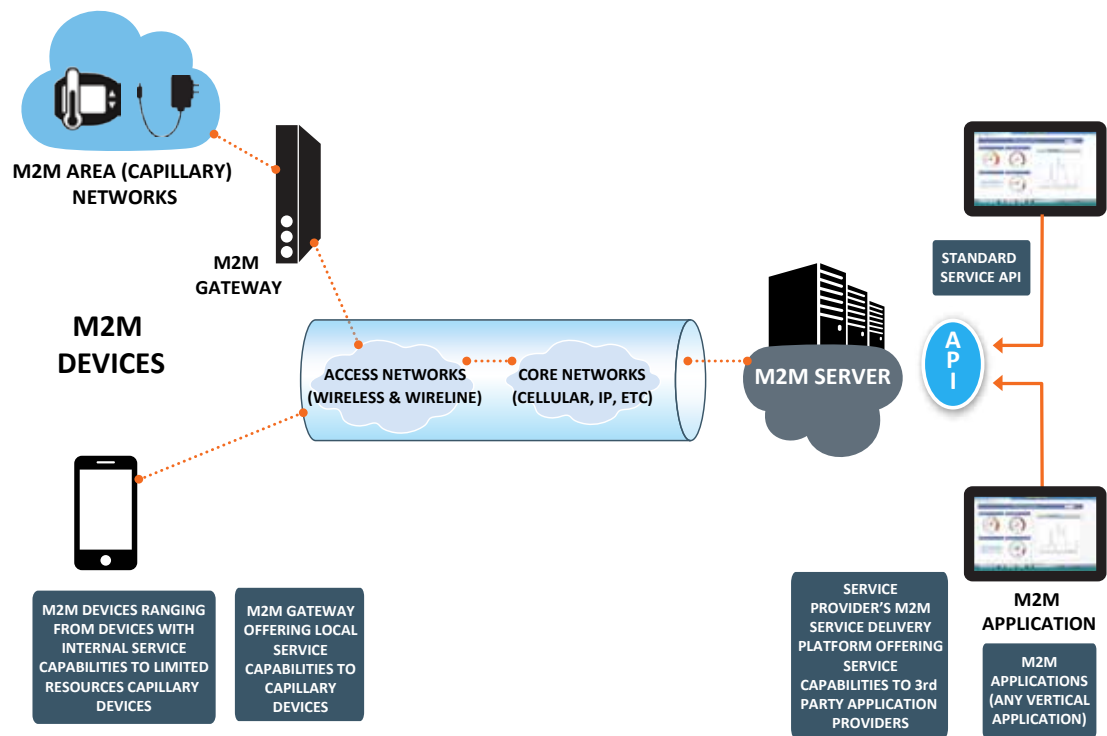 M2M AREA (CAPILLARY)
NETWORKS
M2M
GATEWAY
M2M
DEVICES
ACCESS NETWORKS
(WIRELESS & WIRELINE)
CORE NETWORKS
(CELLULAR, IP, ETC)
M2M SERVER
STANDARD
SERVICE API
A
P
I
M2M
APPLICATION
M2M DEVICES RANGING
FROM DEVICES WITH
INTERNAL SERVICE
CAPABILITIES TO LIMITED
RESOURCES CAPILLARY
DEVICES
M2M GATEWAY
OFFERING LOCAL
SERVICE
CAPABILITIES TO
CAPILLARY
DEVICES
SERVICE
PROVIDER'S M2M
SERVICE DELIVERY
PLATFORM OFFERING
SERVICE
CAPABILITIES TO 3rd
PARTY APPLICATION
PROVIDERS
M2M
APPLICATIONS
(ANY VERTICAL
APPLICATION)